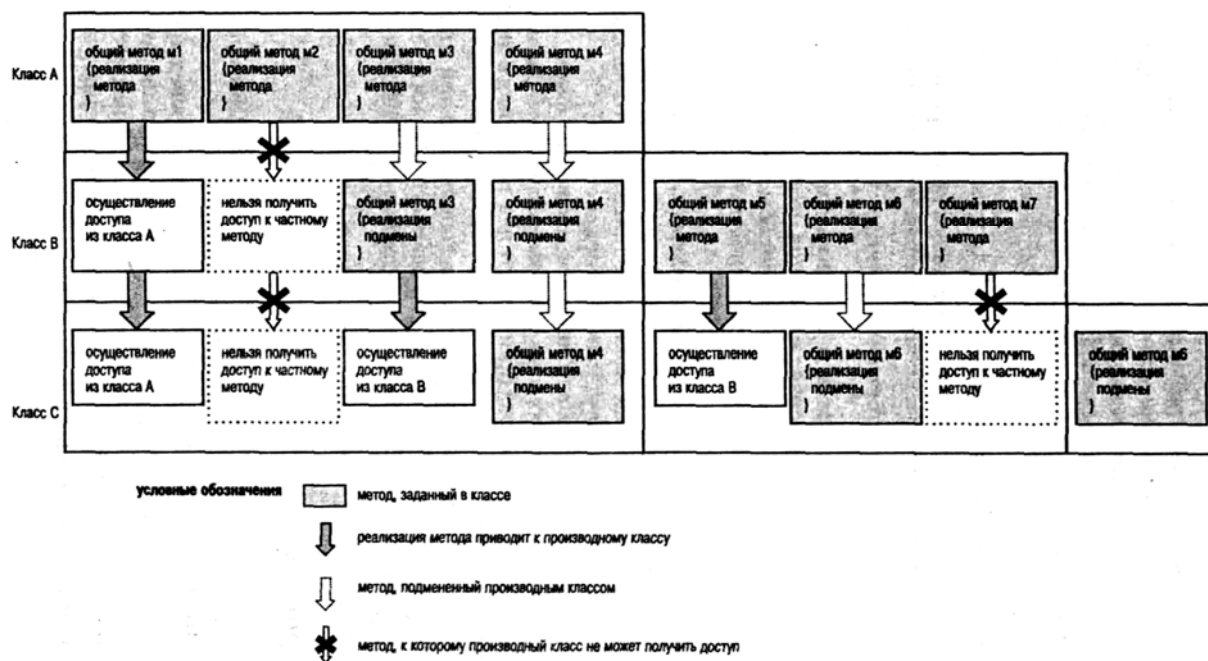 общий метод м1
{реализация
метода
}
общий метод м2
{реализация
метода
}
общий метод м3
{реализация
метода
}
общий метод м4
{реализация
метода
}
Класс А
осуществление
доступа
из класса А
нельзя получить
доступ к частному
методу
общий метод м3
{реализация
подмены
}
общий метод м4
{реализация
подмены
}
общий метод м5
{реализация
метода
}
общий метод м6
{реализация
метода
}
общий метод м7
{реализация
метода
}
Класс В
осуществление
доступа
из класса А
нельзя получить
доступ к частному
методу
осуществление
доступа
из класса В
общий метод м4
{реализация
подмены
}
осуществление
доступа
из класса В
общий метод м6
{реализация
подмены
}
нельзя получить
доступ к частному
методу
общий метод м6
{реализация
подмены
}
Класс С
условные обозначения
метод, заданный в классе
реализация метода приводит к производному классу
метод, подмененный производным классом
метод, к которому производный класс не может получить доступ